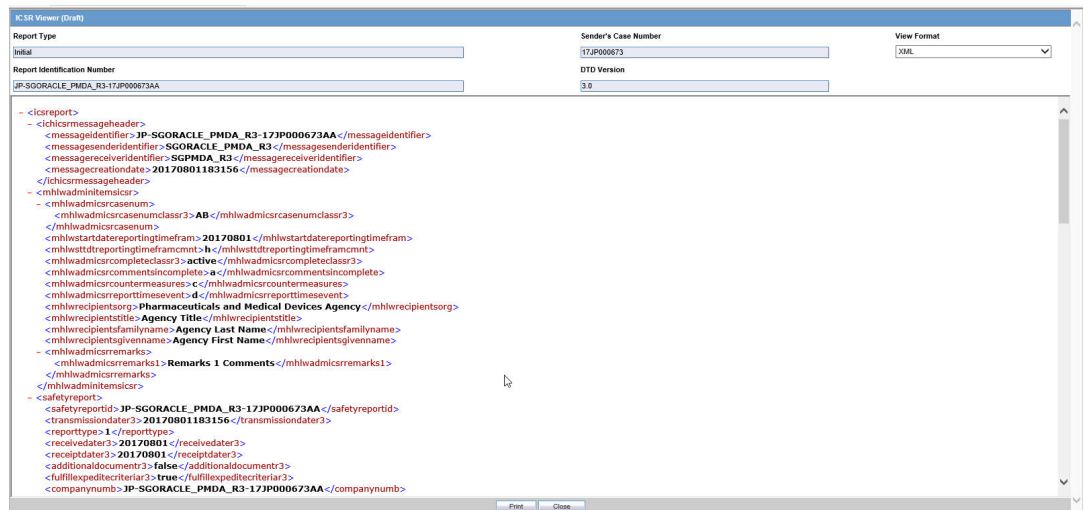 ICSR Viewer (Draft)
Report Type
Sender's Case Number
View Format
Initial
17JP000673
XML
Report Identification Number
DTD Version
JP-SGORACLE_PMDA_R3-17JP000673AA
3.0
- <icsreport>
- <ichicsrmessageheader>
<messageidentifier>JP-SGORACLE_PMDA_R3-17JP000673AA</messageidentifier>
<messagesenderidentifier>SGORACLE_PMDA_R3</messagesenderidentifier>
<messagereceiveridentifier>SGPMDA_R3</messagereceiveridentifier>
<messagecreationdate>20170801183156</messagecreationdate>
</ichicsrmessageheader>
- <mhlwadminitemsicsr>
- <mhlwadmicsrcasenum>
<mhlwadmicsrcasenumclassr3>AB</mhlwadmicsrcasenumclassr3>
</mhlwadmicsrcasenum>
<mhlwstartdatereportingtimefram>20170801</mhlwstartdatereportingtimefram>
<mhlwsttdtreportingtimeframcmnt>h</mhlwsttdtreportingtimeframcmnt>
<mhlwadmicsrcompleteclassr3>active</mhlwadmicsrcompleteclassr3>
<mhlwadmicsrcommentsincomplete>a</mhlwadmicsrcommentsincomplete>
<mhlwadmicsrcountermeasures>c</mhlwadmicsrcountermeasures>
<mhlwadmicsrreporttimesevent>d</mhlwadmicsrreporttimesevent>
<mhlwrecipientsorg>Pharmaceuticals and Medical Devices Agency</mhlwrecipientsorg>
<mhlwrecipientstitle>Agency Title</mhlwrecipientstitle>
<mhlwrecipientsfamilyname>Agency Last Name</mhlwrecipientsfamilyname>
<mhlwrecipientsgivenname>Agency First Name</mhlwrecipientsgivenname>
- <mhlwadmicsrremarks>
<mhlwadmicsrremarks1>Remarks 1 Comments</mhlwadmicsrremarks1>
</mhlwadmicsrremarks>
</mhlwadminitemsicsr>
- <safetyreport>
<safetyreportid>JP-SGORACLE_PMDA_R3-17JP000673AA</safetyreportid>
<transmissiondater3>20170801183156</transmissiondater3>
<reporttype>1</reporttype>
<receivedater3>20170801</receivedater3>
<receiptdater3>20170801</receiptdater3>
<additionaldocumentr3>false</additionaldocumentr3>
<fulfillexpeditecriteriar3>true</fulfillexpeditecriteriar3>
<companynumb>JP-SGORACLE_PMDA_R3-17JP000673AA</companynumb>
Print Close